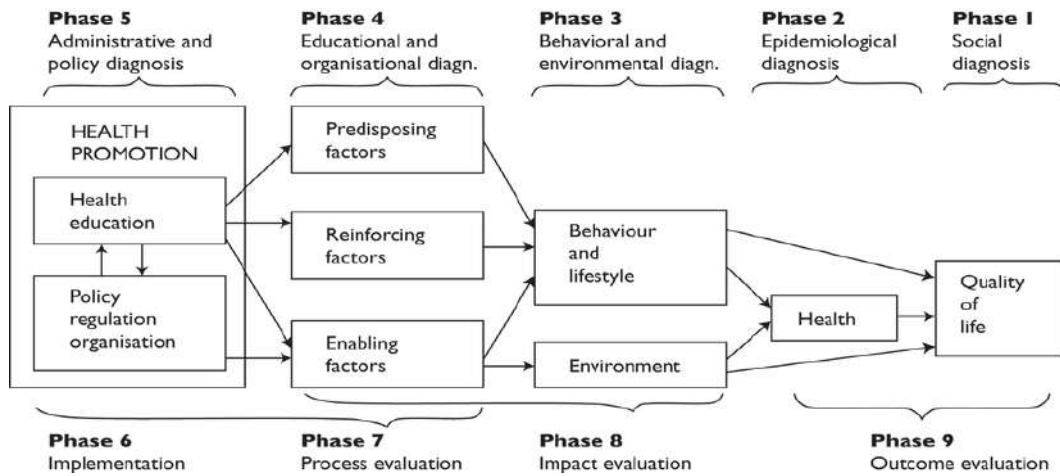 Phase 5
Administrative and
policy diagnosis
Phase 4
Educational and
organisational diagn.
Phase 3
Behavioral and
environmental diagn.
Phase 2
Epidemiological
diagnosis
Phase 1
Social
diagnosis
HEALTH
PROMOTION
Health
education
Policy
regulation
organisation
Predisposing
factors
Reinforcing
factors
Enabling
factors
Behaviour
and
lifestyle
Environment
Health
Quality
of
life
Phase 6
Implementation
Phase 7
Process evaluation
Phase 8
Impact evaluation
Phase 9
Outcome evaluation